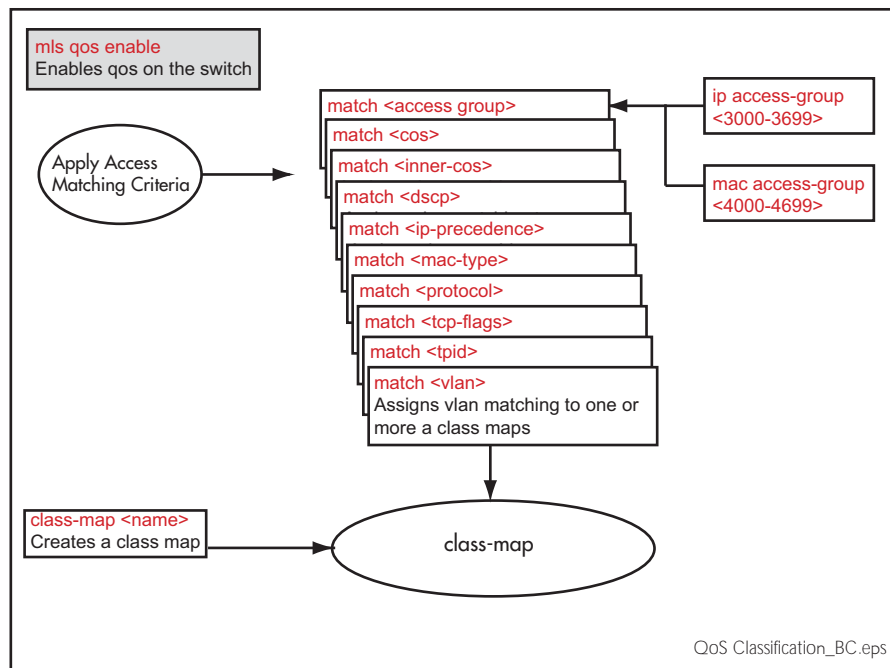 mls qos enable
Enables qos on the switch
match <access group>
ip access-group
<3000-3699>
match <cos>
Apply Access
Matching Criteria
match <inner-cos>
match <dscp>
mac access-group
<4000-4699>
match <ip-precedence>
match <mac-type>
match <protocol>
match <tcp-flags>
match <tpid>
match <vlan>
Assigns vlan matching to one or
more a class maps
class-map <name>
Creates a class map
class-map
QoS Classification_BC.eps